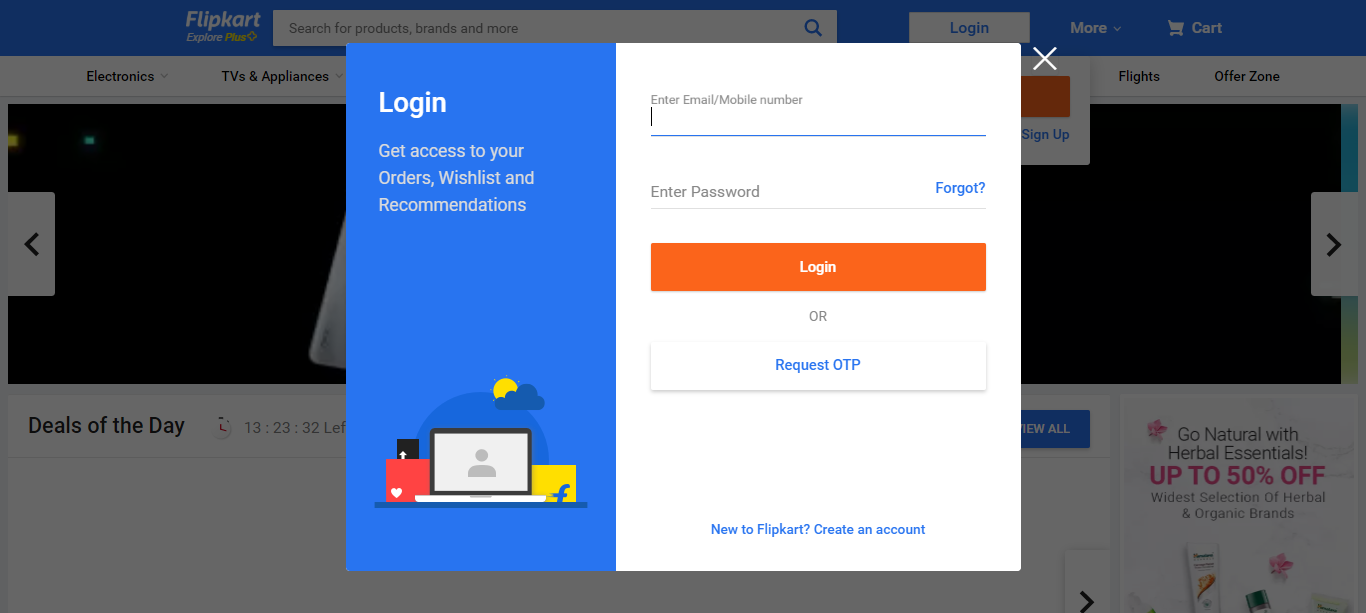 Flipkart
Explore Plus
Search for products, brands and more
Login
More
Cart
Electronics
TVs & Appliances
Flights
Offer Zone
Login
Get access to your
Orders, Wishlist and
Recommendations
Enter Email/Mobile number
Enter Password
Forgot?
Login
OR
Request OTP
New to Flipkart? Create an account
Sign Up
Deals of the Day
13 : 23 : 32 Lef
VIEW ALL
Go Natural with
Herbal Essentials!
UP TO 50% OFF
Widest Selection Of Herbal
& Organic Brands